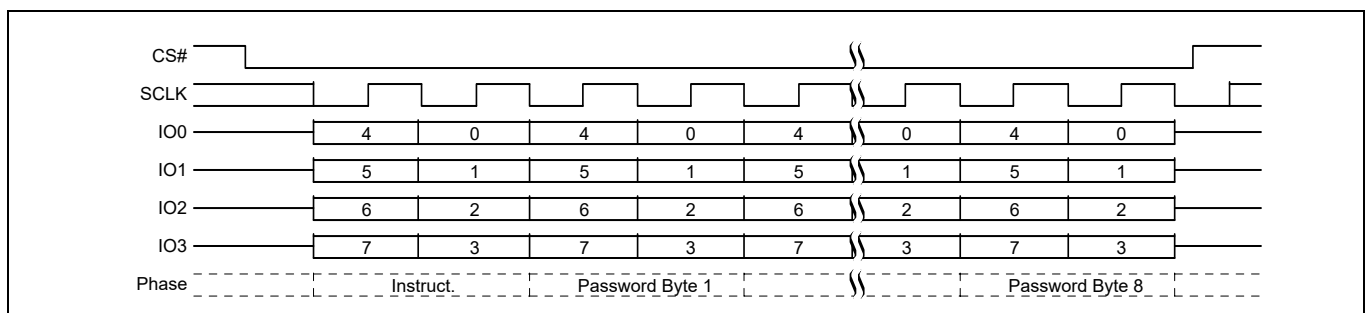 CS#
SCLK
IO0 4 0 4 0 4 0 4 0
IO1 5 1 5 1 5 1 5 1
IO2 6 2 6 2 6 2 6 2
IO3 7 3 7 3 7 3 7 3
Phase Instruct. Password Byte 1 Password Byte 8